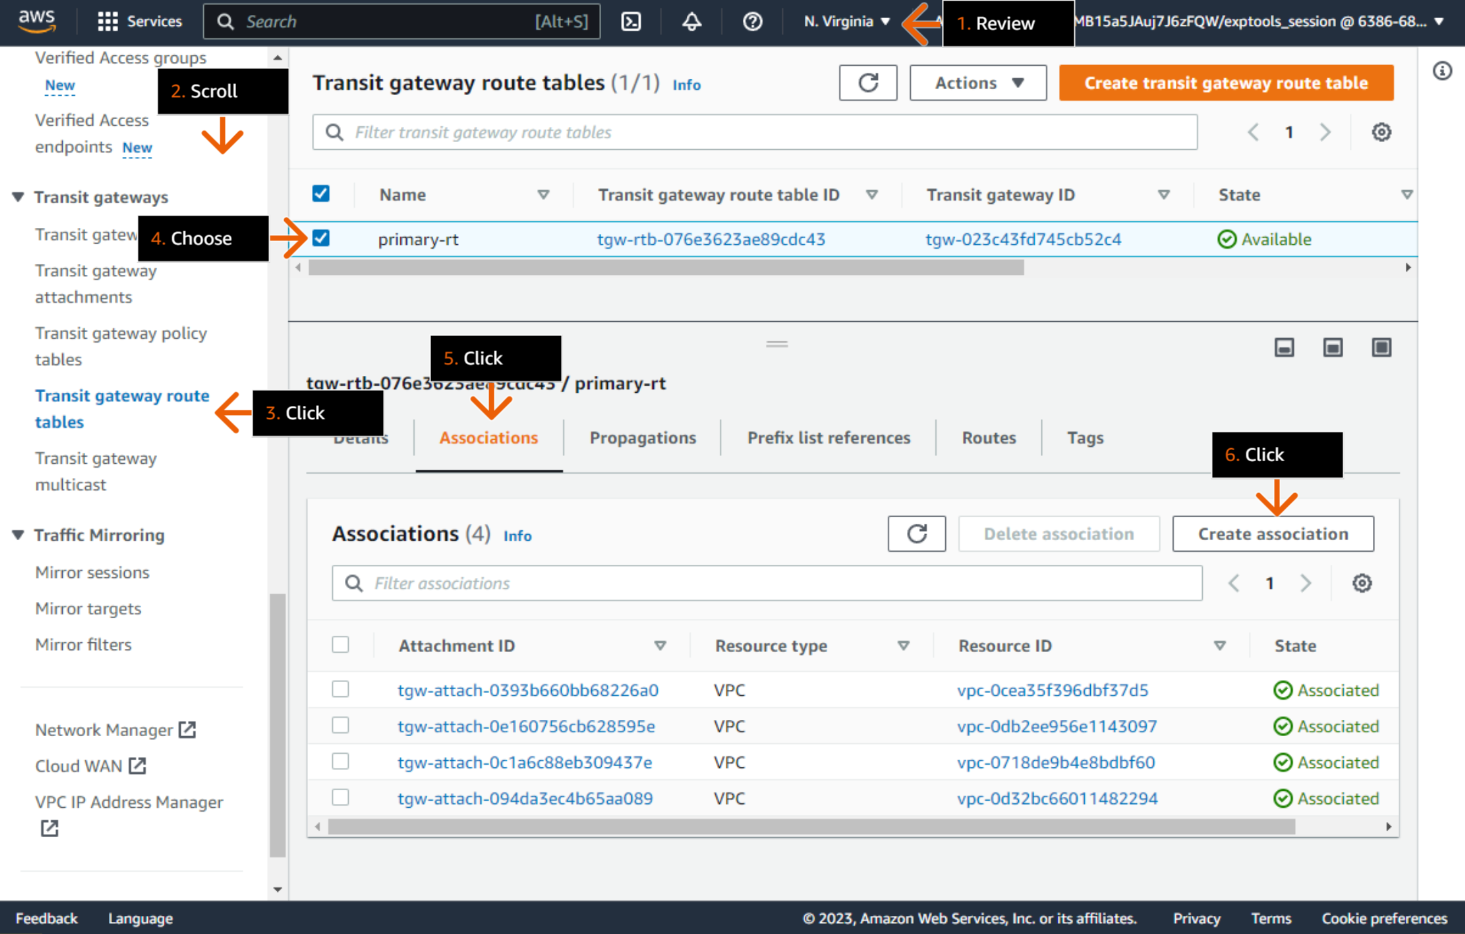 aws
Services
Search
[Alt+S]
N. Virginia
1. Review
MB15a5JAuj7J6zFQW/exptools_session @ 6386-68...
Verified Access groups
New
2. Scroll
Verified Access
endpoints New
Transit gateways
4. Choose
Transit gateway
attachments
Transit gateway policy
tables
Transit gateway route
tables
3. Click
Transit gateway
multicast
Traffic Mirroring
Mirror sessions
Mirror targets
Mirror filters
Network Manager
Cloud WAN
VPC IP Address Manager
Transit gateway route tables (1/1) Info
Actions
Create transit gateway route table
Filter transit gateway route tables
1
Name
Transit gateway route table ID
Transit gateway ID
State
primary-rt
tgw-rtb-076e3623ae89cdc43
tgw-023c43fd745cb52c4
Available
5. Click
tgw-rtb-076e3623ae89cdc43 / primary-rt
Details
Associations
Propagations
Prefix list references
Routes
Tags
6. Click
Associations (4) Info
Delete association
Create association
Filter associations
1
Attachment ID
Resource type
Resource ID
State
tgw-attach-0393b660bb68226a0 VPC vpc-0cea35f396dbf37d5 Associated
tgw-attach-0e160756cb628595e VPC vpc-0db2ee956e1143097 Associated
tgw-attach-0c1a6c88eb309437e VPC vpc-0718de9b4e8bdbf60 Associated
tgw-attach-094da3ec4b65aa089 VPC vpc-0d32bc66011482294 Associated
Feedback
Language
© 2023, Amazon Web Services, Inc. or its affiliates.
Privacy
Terms
Cookie preferences